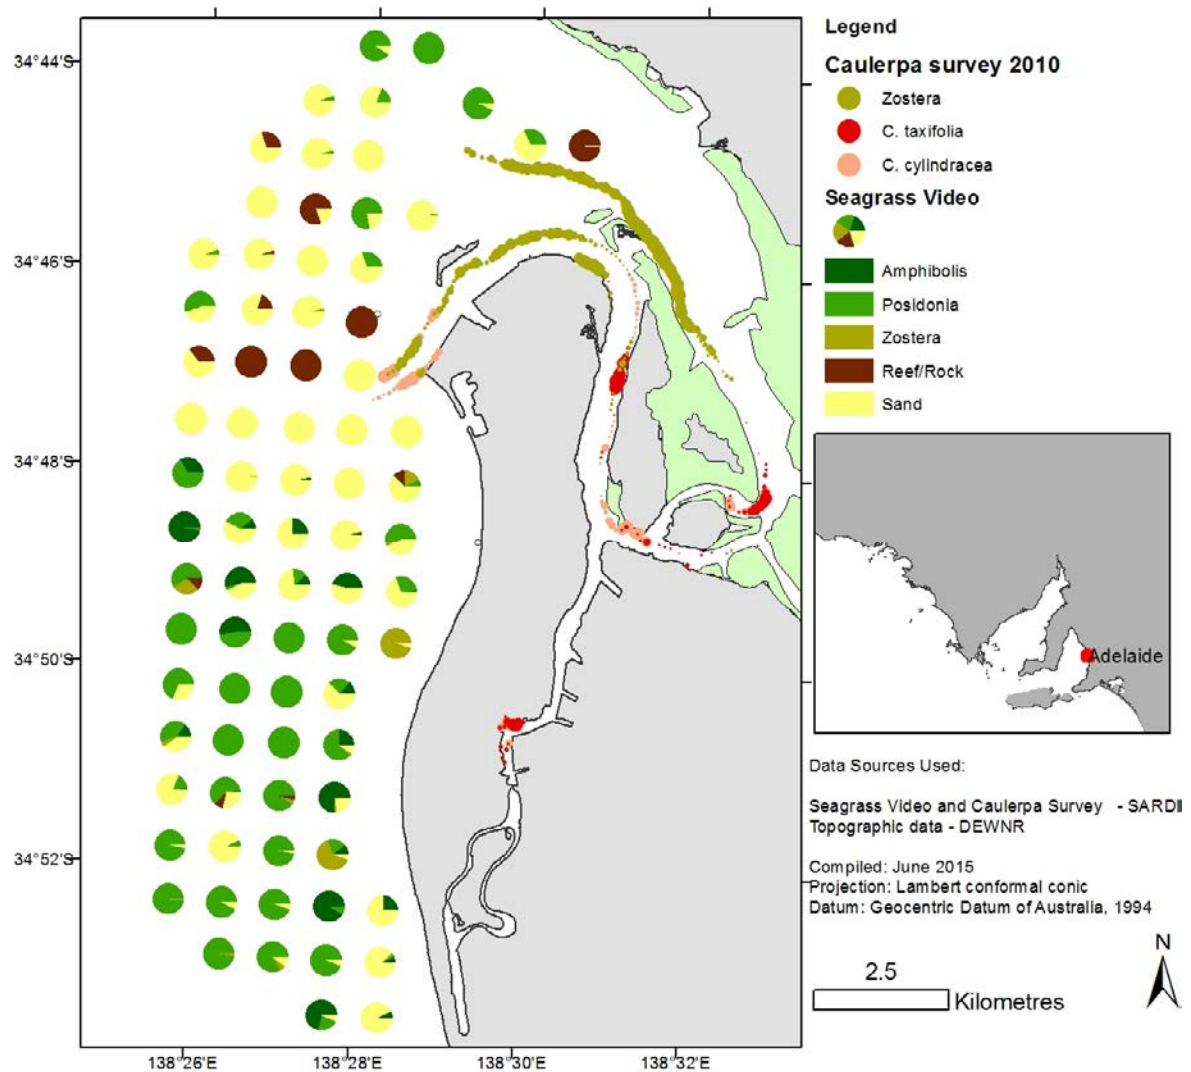 Legend
Caulerpa survey 2010
Zostera
C. taxifolia
C. cylindracea
Seagrass Video
Amphibolis
Posidonia
Zostera
Reef/Rock
Sand
34°44'S
34°46'S
34°48'S
34°50'S
34°52'S
138°26'E
138°28'E
138°30'E
138°32'E
Adelaide
Data Sources Used:
Seagrass Video and Caulerpa Survey - SARDI
Topographic data - DEWNR
Compiled: June 2015
Projection: Lambert conformal conic
Datum: Geocentric Datum of Australia, 1994
2.5
Kilometres
N